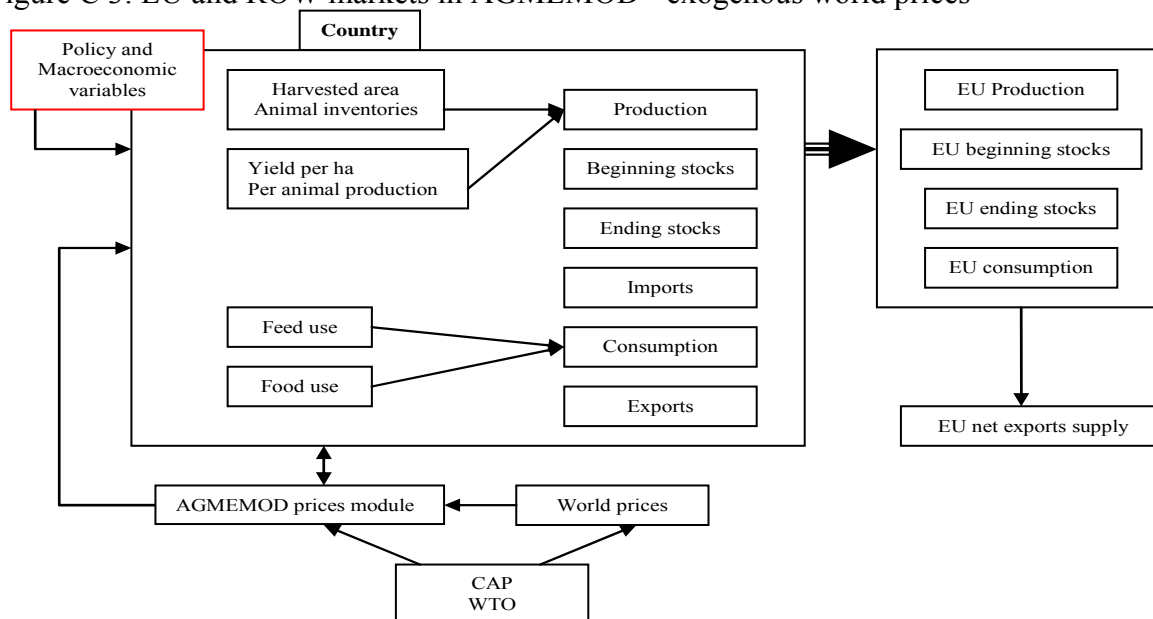 Figure C 3: EU and ROW markets in AGMEMOD - exogenous world prices
Country
Policy and
Macroeconomic
variables
Harvested area
Animal inventories
Yield per ha
Per animal production
Feed use
Food use
Production
Beginning stocks
Ending stocks
Imports
Consumption
Exports
EU Production
EU beginning stocks
EU ending stocks
EU consumption
EU net exports supply
AGMEMOD prices module
World prices
CAP
WTO